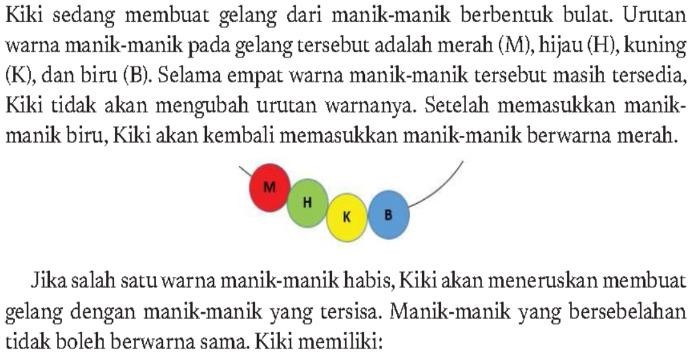 Kiki sedang membuat gelang dari manik-manik berbentuk bulat. Urutan
warna manik-manik pada gelang tersebut adalah merah (M), hijau (H), kuning
(K), dan biru (B). Selama empat warna manik-manik tersebut masih tersedia,
Kiki tidak akan mengubah urutan warnanya. Setelah memasukkan manik-
manik biru, Kiki akan kembali memasukkan manik-manik berwarna merah.
M
H
K
B
Jika salah satu warna manik-manik habis, Kiki akan meneruskan membuat
gelang dengan manik-manik yang tersisa. Manik-manik yang bersebelahan
tidak boleh berwarna sama. Kiki memiliki: